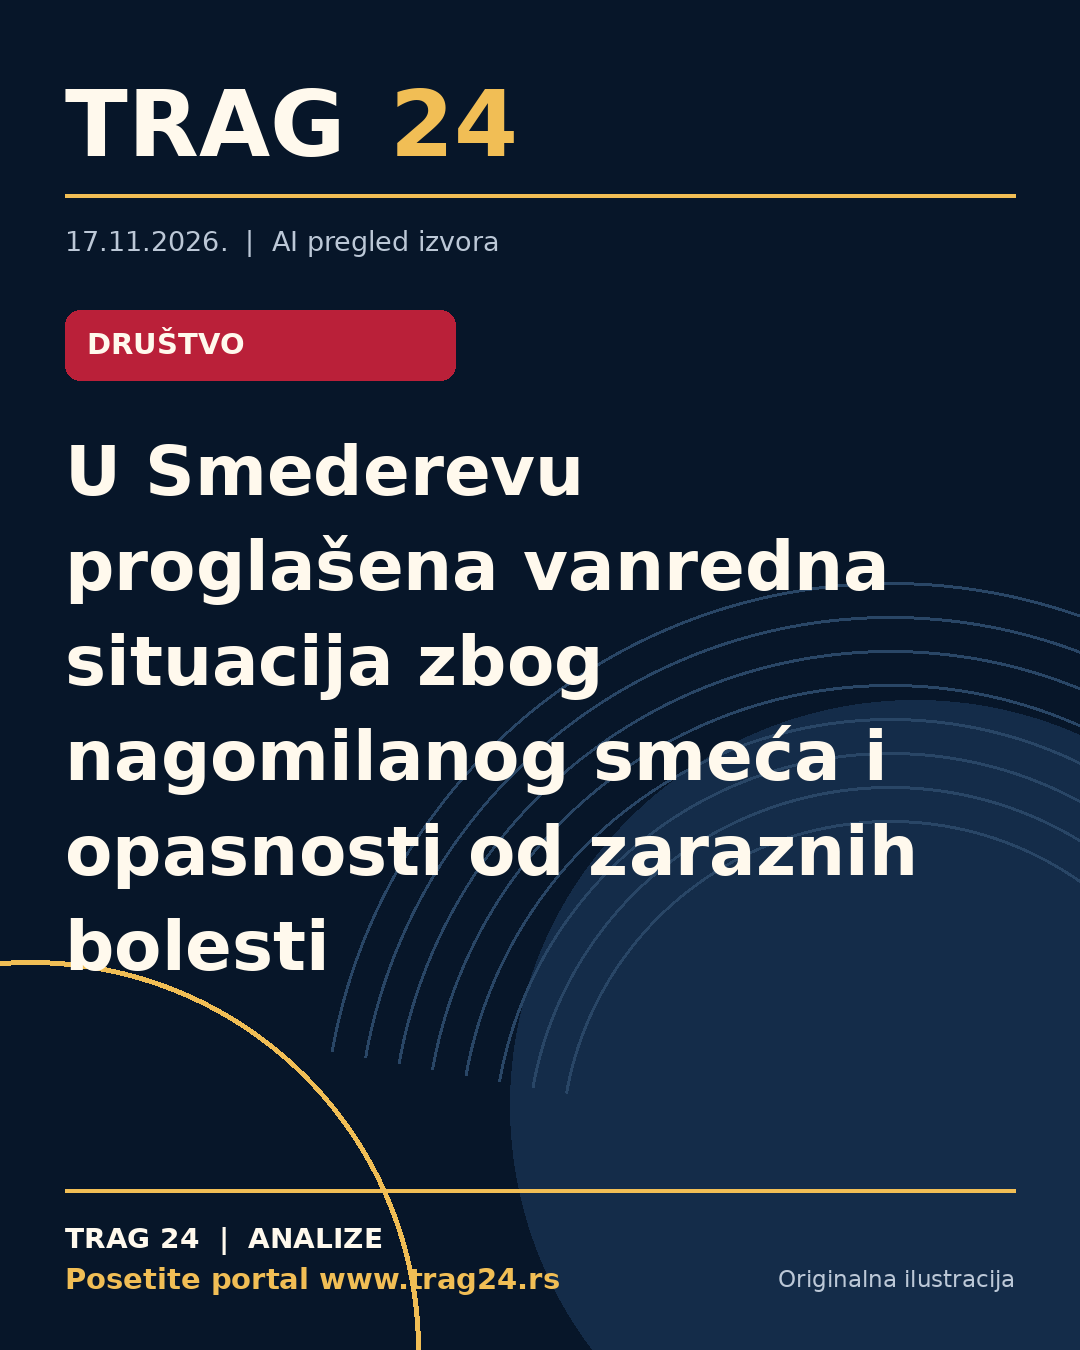 TRAG 24
17.11.2026. | AI pregled izvora
DRUŠTVO
U Smederevu
proglašena vanredna
situacija zbog
nagomilanog smeća i
opasnosti od zaraznih
bolesti
TRAG 24 | ANALIZE
Posetite portal www.trag24.rs
Originalna ilustracija